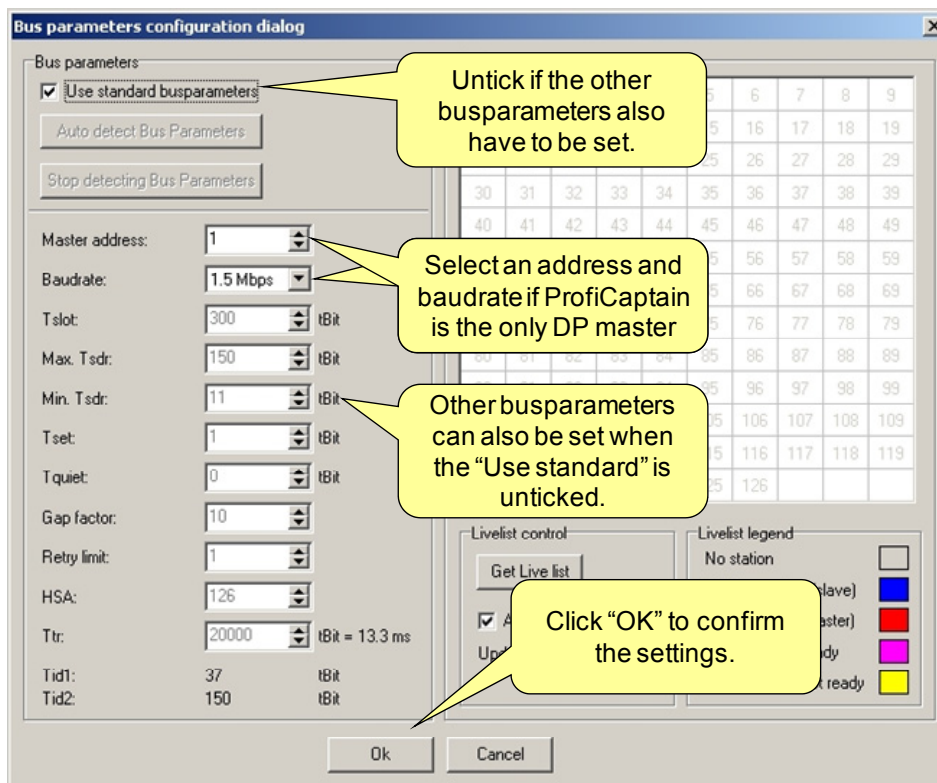 Bus parameters configuration dialog
Bus parameters
Use standard busparameters
Auto detect Bus Parameters
Stop detecting Bus Parameters
Untick if the other
busparameters also
have to be set.
Master address: 1
Baudrate: 1.5 Mbps
Tslot: 300 tBit
Max. Tsdr: 150 tBit
Min. Tsdr: 11 tBit
Tset: 1 tBit
Tquiet: 0 tBit
Gap factor: 10
Retry limit: 1
HSA: 126
Ttr: 20000 tBit = 13.3 ms
Tid1: 37 tBit
Tid2: 150 tBit
Select an address and
baudrate if ProfiCaptain
is the only DP master
Other busparameters
can also be set when
the “Use standard” is
unticked.
6 7 8 9
16 17 18 19
26 27 28 29
30 31 32 33 34 35 36 37 38 39
40 41 42 43 44 45 46 47 48 49
56 57 58 59
66 67 68 69
76 77 78 79
85 86 87 88 89
95 96 97 98 99
106 107 108 109
116 117 118 119
126
Livelist control
Get Live list
Livelist legend
No station
slave)
ready
Click “OK” to confirm
the settings.
Ok
Cancel